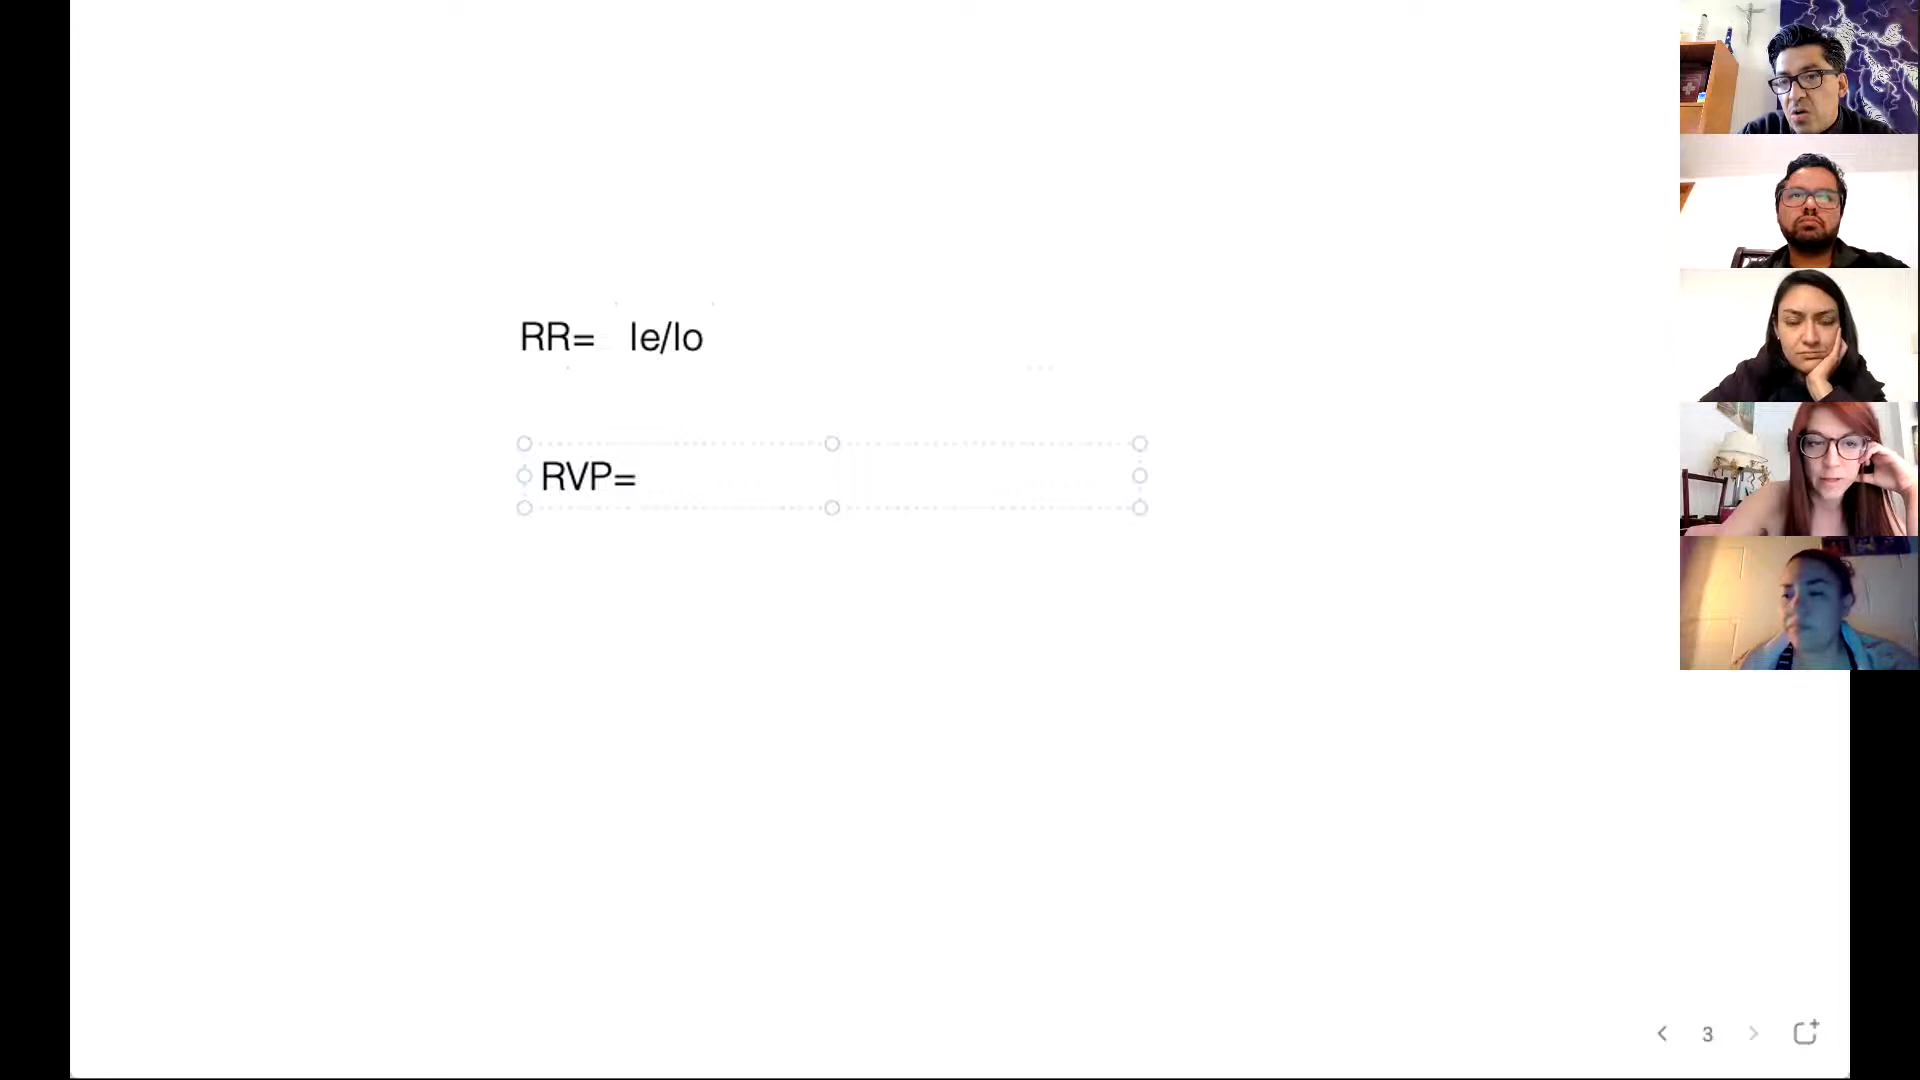 RR= Ie/Io
RVP=
3